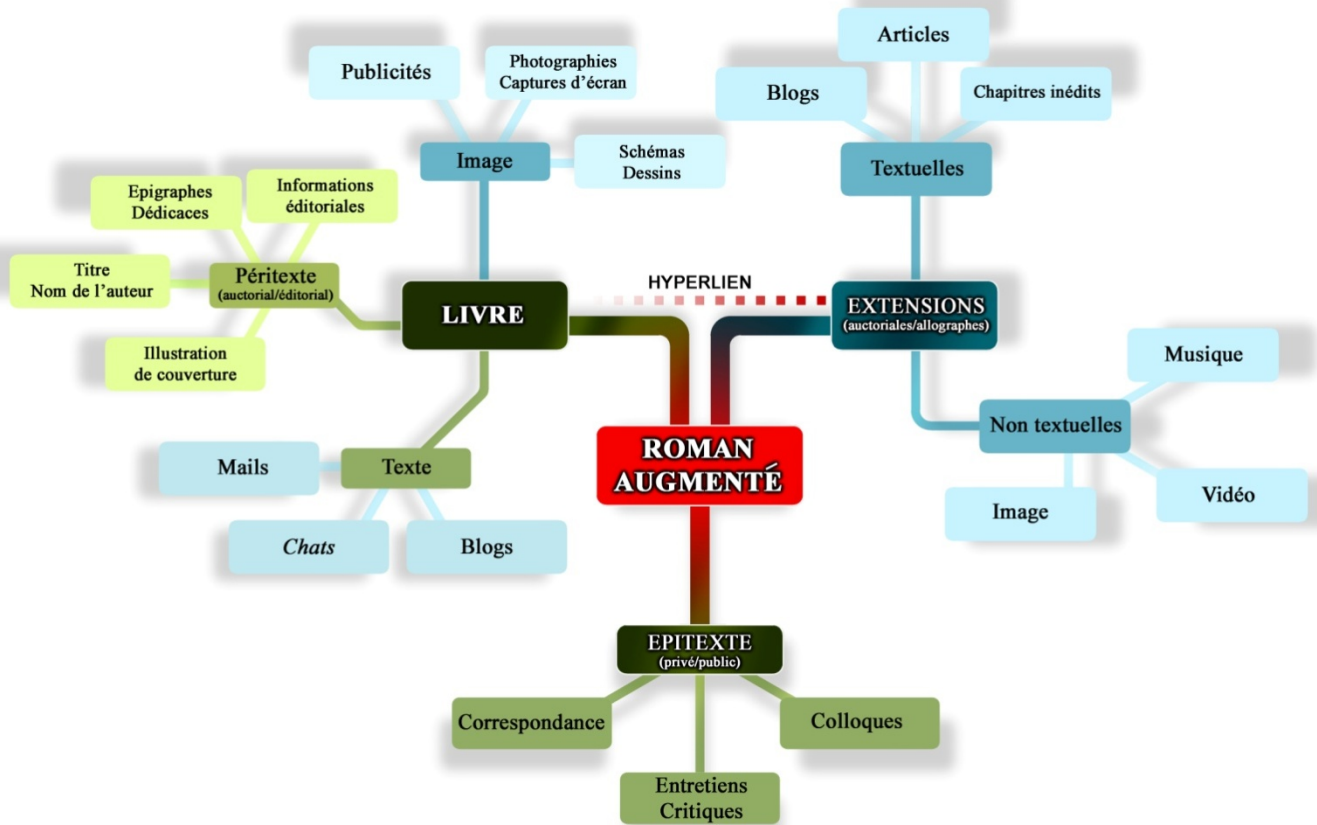 Articles
Publicités
Photographies
Captures d'écran
Blogs
Chapitres inédits
Image
Schémas
Dessins
Textuelles
Epigraphes
Dédicaces
Informations
éditoriales
Titre
Nom de l'auteur
Péritexte
(auctorial/éditorial)
LIVRE
HYPERLIEN
EXTENSIONS
(auctoriales/allographes)
Illustration
de couverture
Musique
Non textuelles
ROMAN
AUGMENTÉ
Mails
Texte
Image
Vidéo
Chats
Blogs
EPITEXTE
(privé/public)
Correspondance
Colloques
Entretiens
Critiques